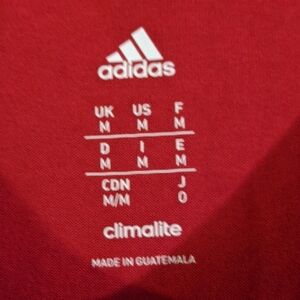 adidas
UK US F
M M M
D I E
M M M
CDN J
M/M O
climalite
MADE IN GUATEMALA